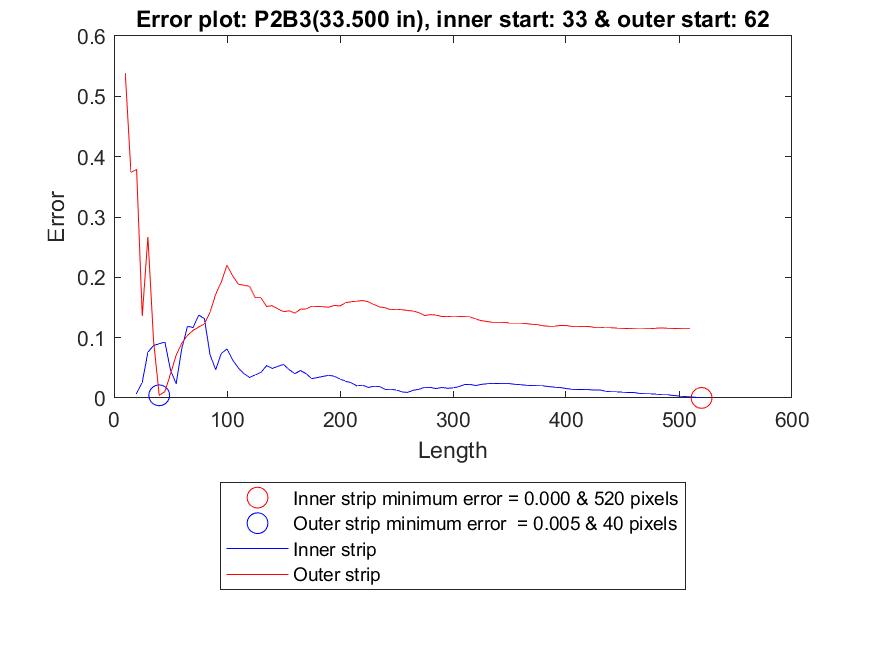 Error plot: P2B3(33.500 in), inner start: 33 & outer start: 62
0.6
0.5
0.4
0.3
0.2
0.1
0
Error
0 100 200 300 400 500 600
Length
Inner strip minimum error = 0.000 & 520 pixels
Outer strip minimum error  = 0.005 & 40 pixels
Inner strip
Outer strip